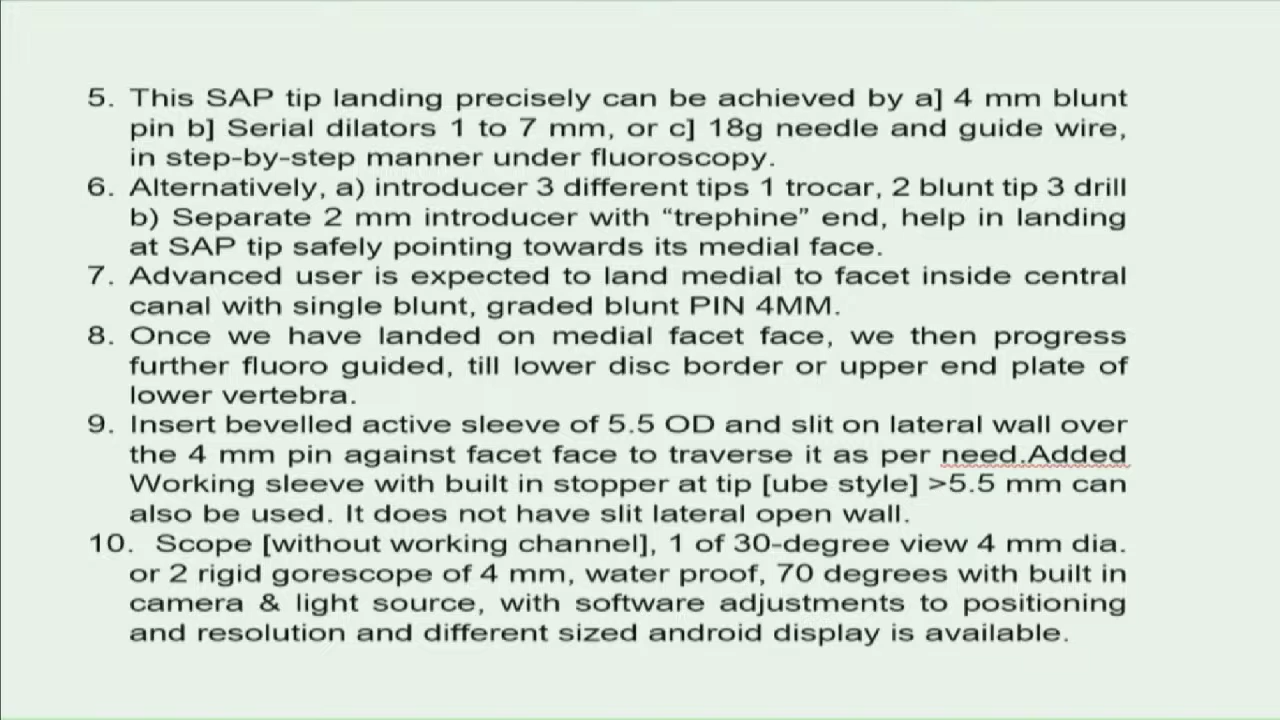 5. This SAP tip landing precisely can be achieved by a] 4 mm blunt
pin b] Serial dilators 1 to 7 mm, or c] 18g needle and guide wire,
in step-by-step manner under fluoroscopy.
6. Alternatively, a) introducer 3 different tips 1 trocar, 2 blunt tip 3 drill
b) Separate 2 mm introducer with “trephine” end, help in landing
at SAP tip safely pointing towards its medial face.
7. Advanced user is expected to land medial to facet inside central
canal with single blunt, graded blunt PIN 4MM.
8. Once we have landed on medial facet face, we then progress
further fluoro guided, till lower disc border or upper end plate of
lower vertebra.
9. Insert bevelled active sleeve of 5.5 OD and slit on lateral wall over
the 4 mm pin against facet face to traverse it as per need.Added
Working sleeve with built in stopper at tip [ube style] >5.5 mm can
also be used. It does not have slit lateral open wall.
10. Scope [without working channel], 1 of 30-degree view 4 mm dia.
or 2 rigid gorescope of 4 mm, water proof, 70 degrees with built in
camera & light source, with software adjustments to positioning
and resolution and different sized android display is available.